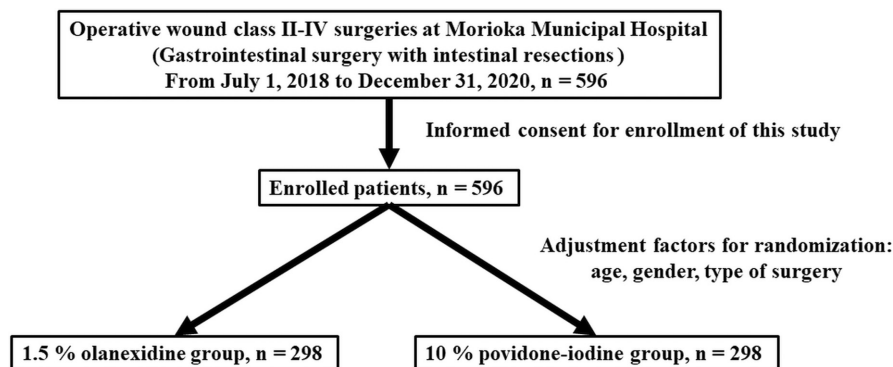 Operative wound class II-IV surgeries at Morioka Municipal Hospital
(Gastrointestinal surgery with intestinal resections )
From July 1, 2018 to December 31, 2020, n = 596
Informed consent for enrollment of this study
Enrolled patients, n = 596
Adjustment factors for randomization:
age, gender, type of surgery
1.5 % olanexidine group, n = 298
10 % povidone-iodine group, n = 298